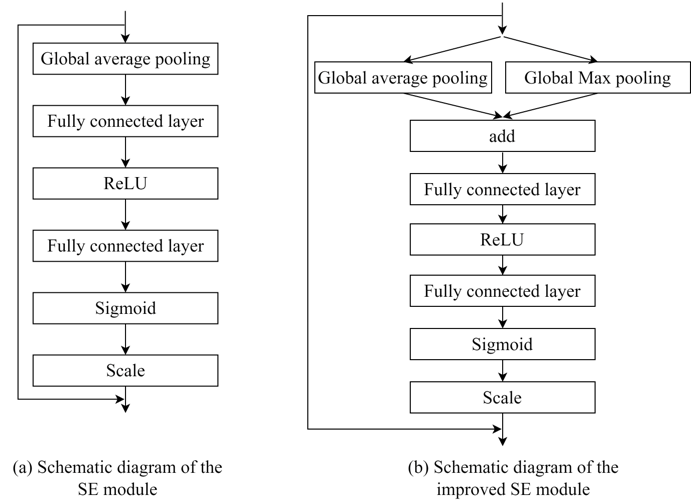 Global average pooling
Fully connected layer
ReLU
Fully connected layer
Sigmoid
Scale
(a) Schematic diagram of the
SE module
Global average pooling
Global Max pooling
add
Fully connected layer
ReLU
Fully connected layer
Sigmoid
Scale
(b) Schematic diagram of the
improved SE module